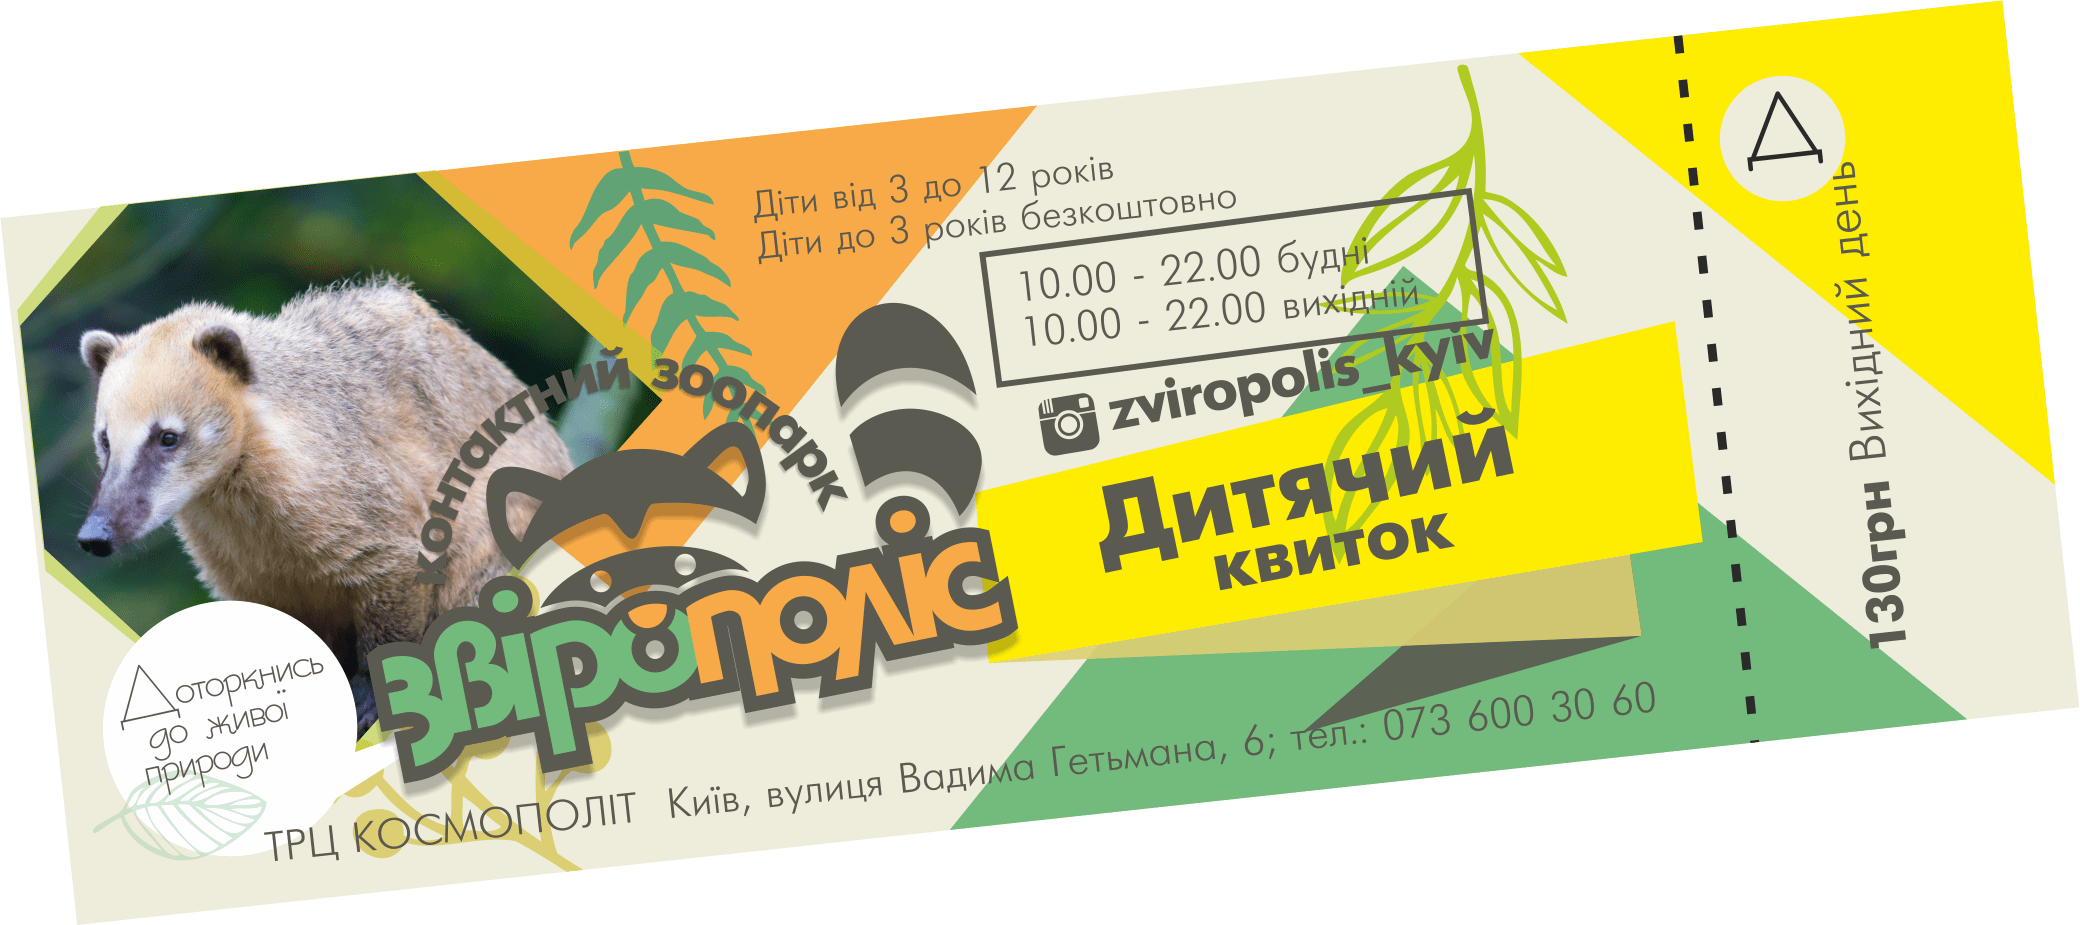 Діти від 3 до 12 років
Діти до 3 років безкоштовно
10.00 - 22.00 будні
10.00 - 22.00 вихідній
zviropolis_kyiv
контактний зоопарк
звірополіс
Дитячий
квиток
Доторкнись
до живої
природи
ТРЦ КОСМОПОЛІТ Київ, вулиця Вадима Гетьмана, 6; тел.: 073 600 30 60
Д
130грн Вихідний день